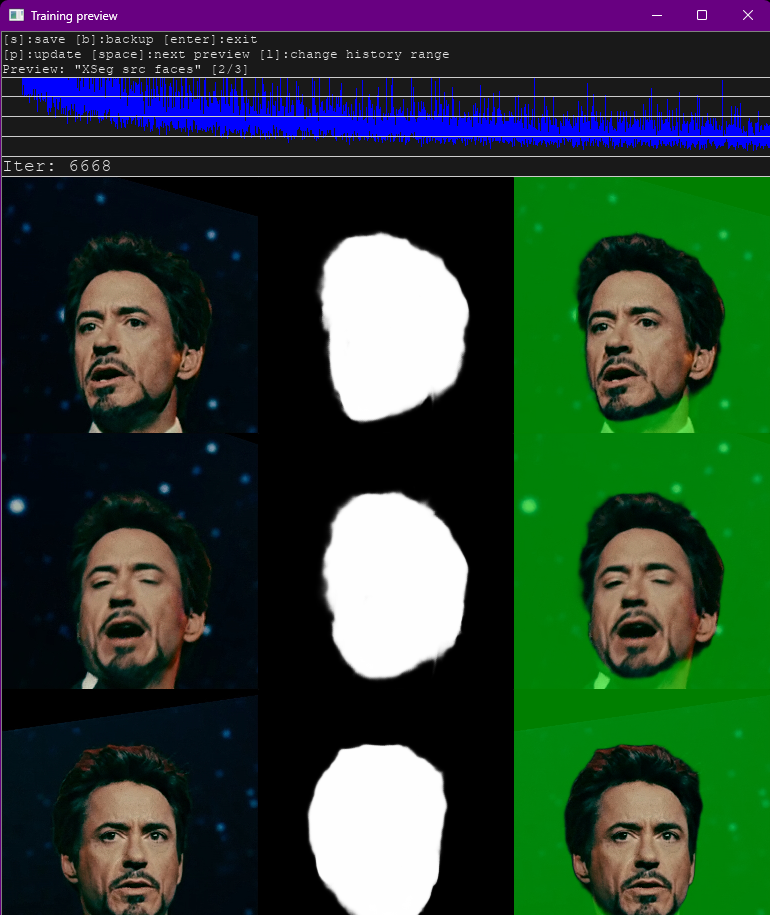 Training preview
[s]:save [b]:backup [enter]:exit
[p]:update [space]:next preview [l]:change history range
Preview: "XSeg src faces" [2/3]
Iter: 6668